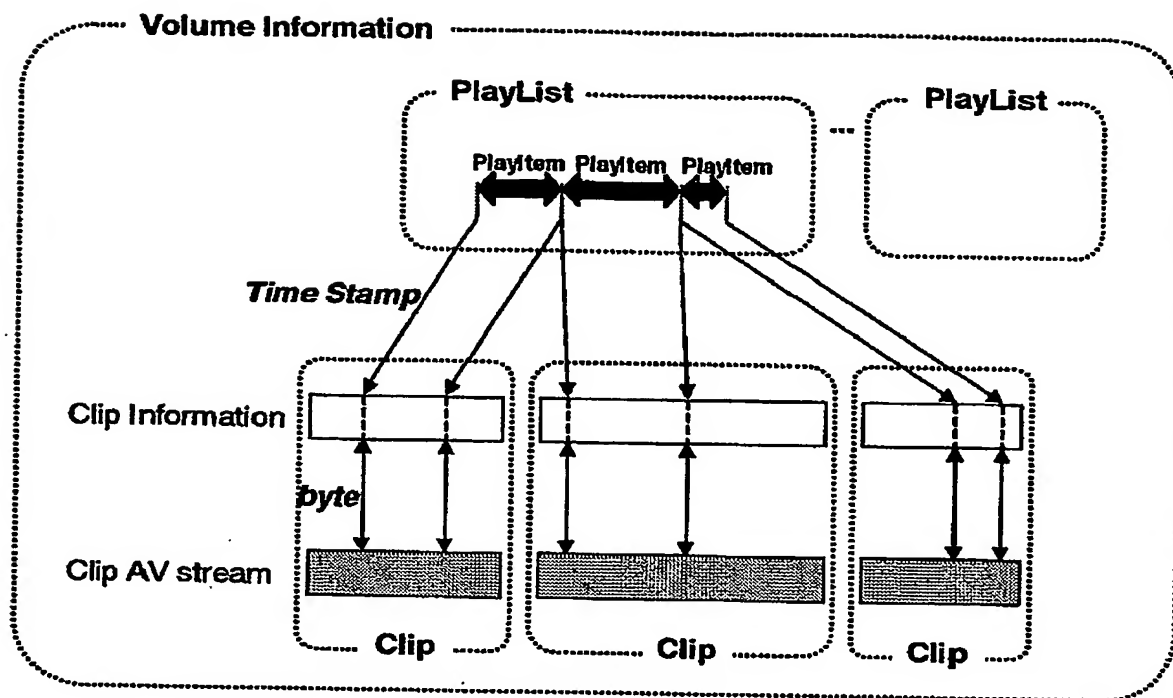 Volume Information
PlayList
PlayList
...
PlayItem PlayItem PlayItem
Time Stamp
Clip Information
byte
Clip AV stream
Clip
Clip
Clip